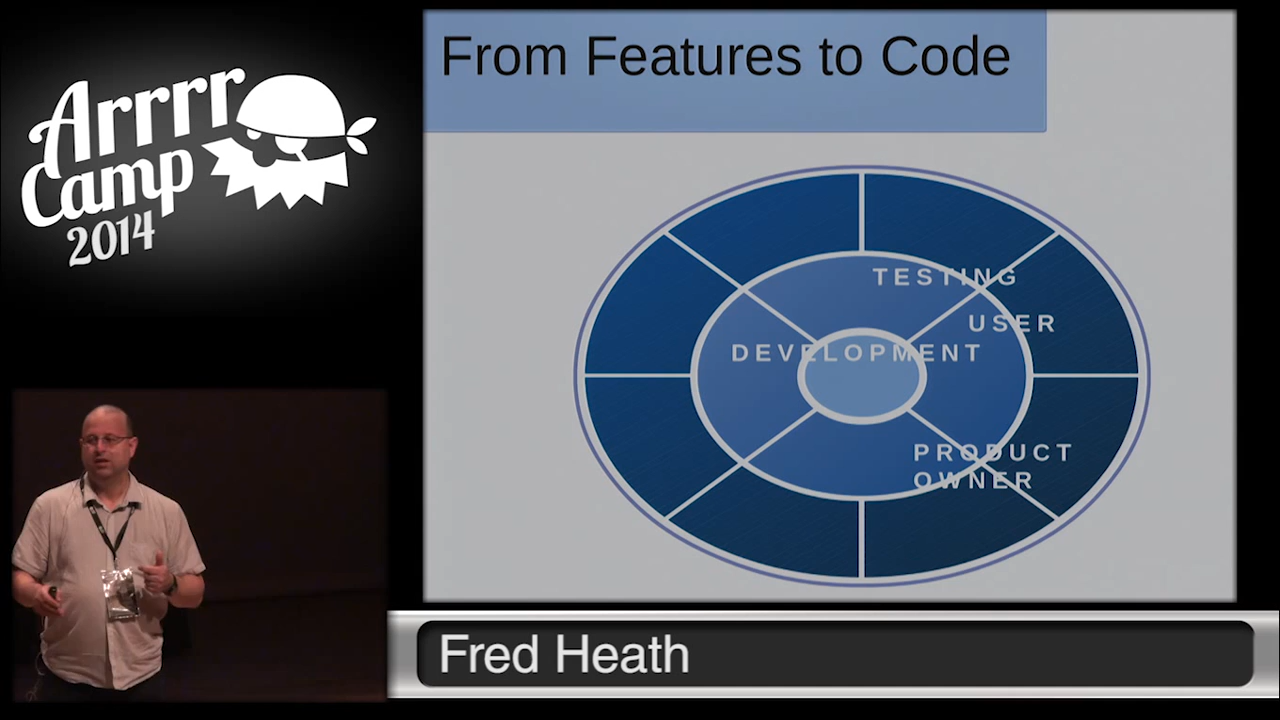 Arrrr
Camp
2014
From Features to Code
TESTING
USER
DEVELOPMENT
PRODUCT
OWNER
Fred Heath